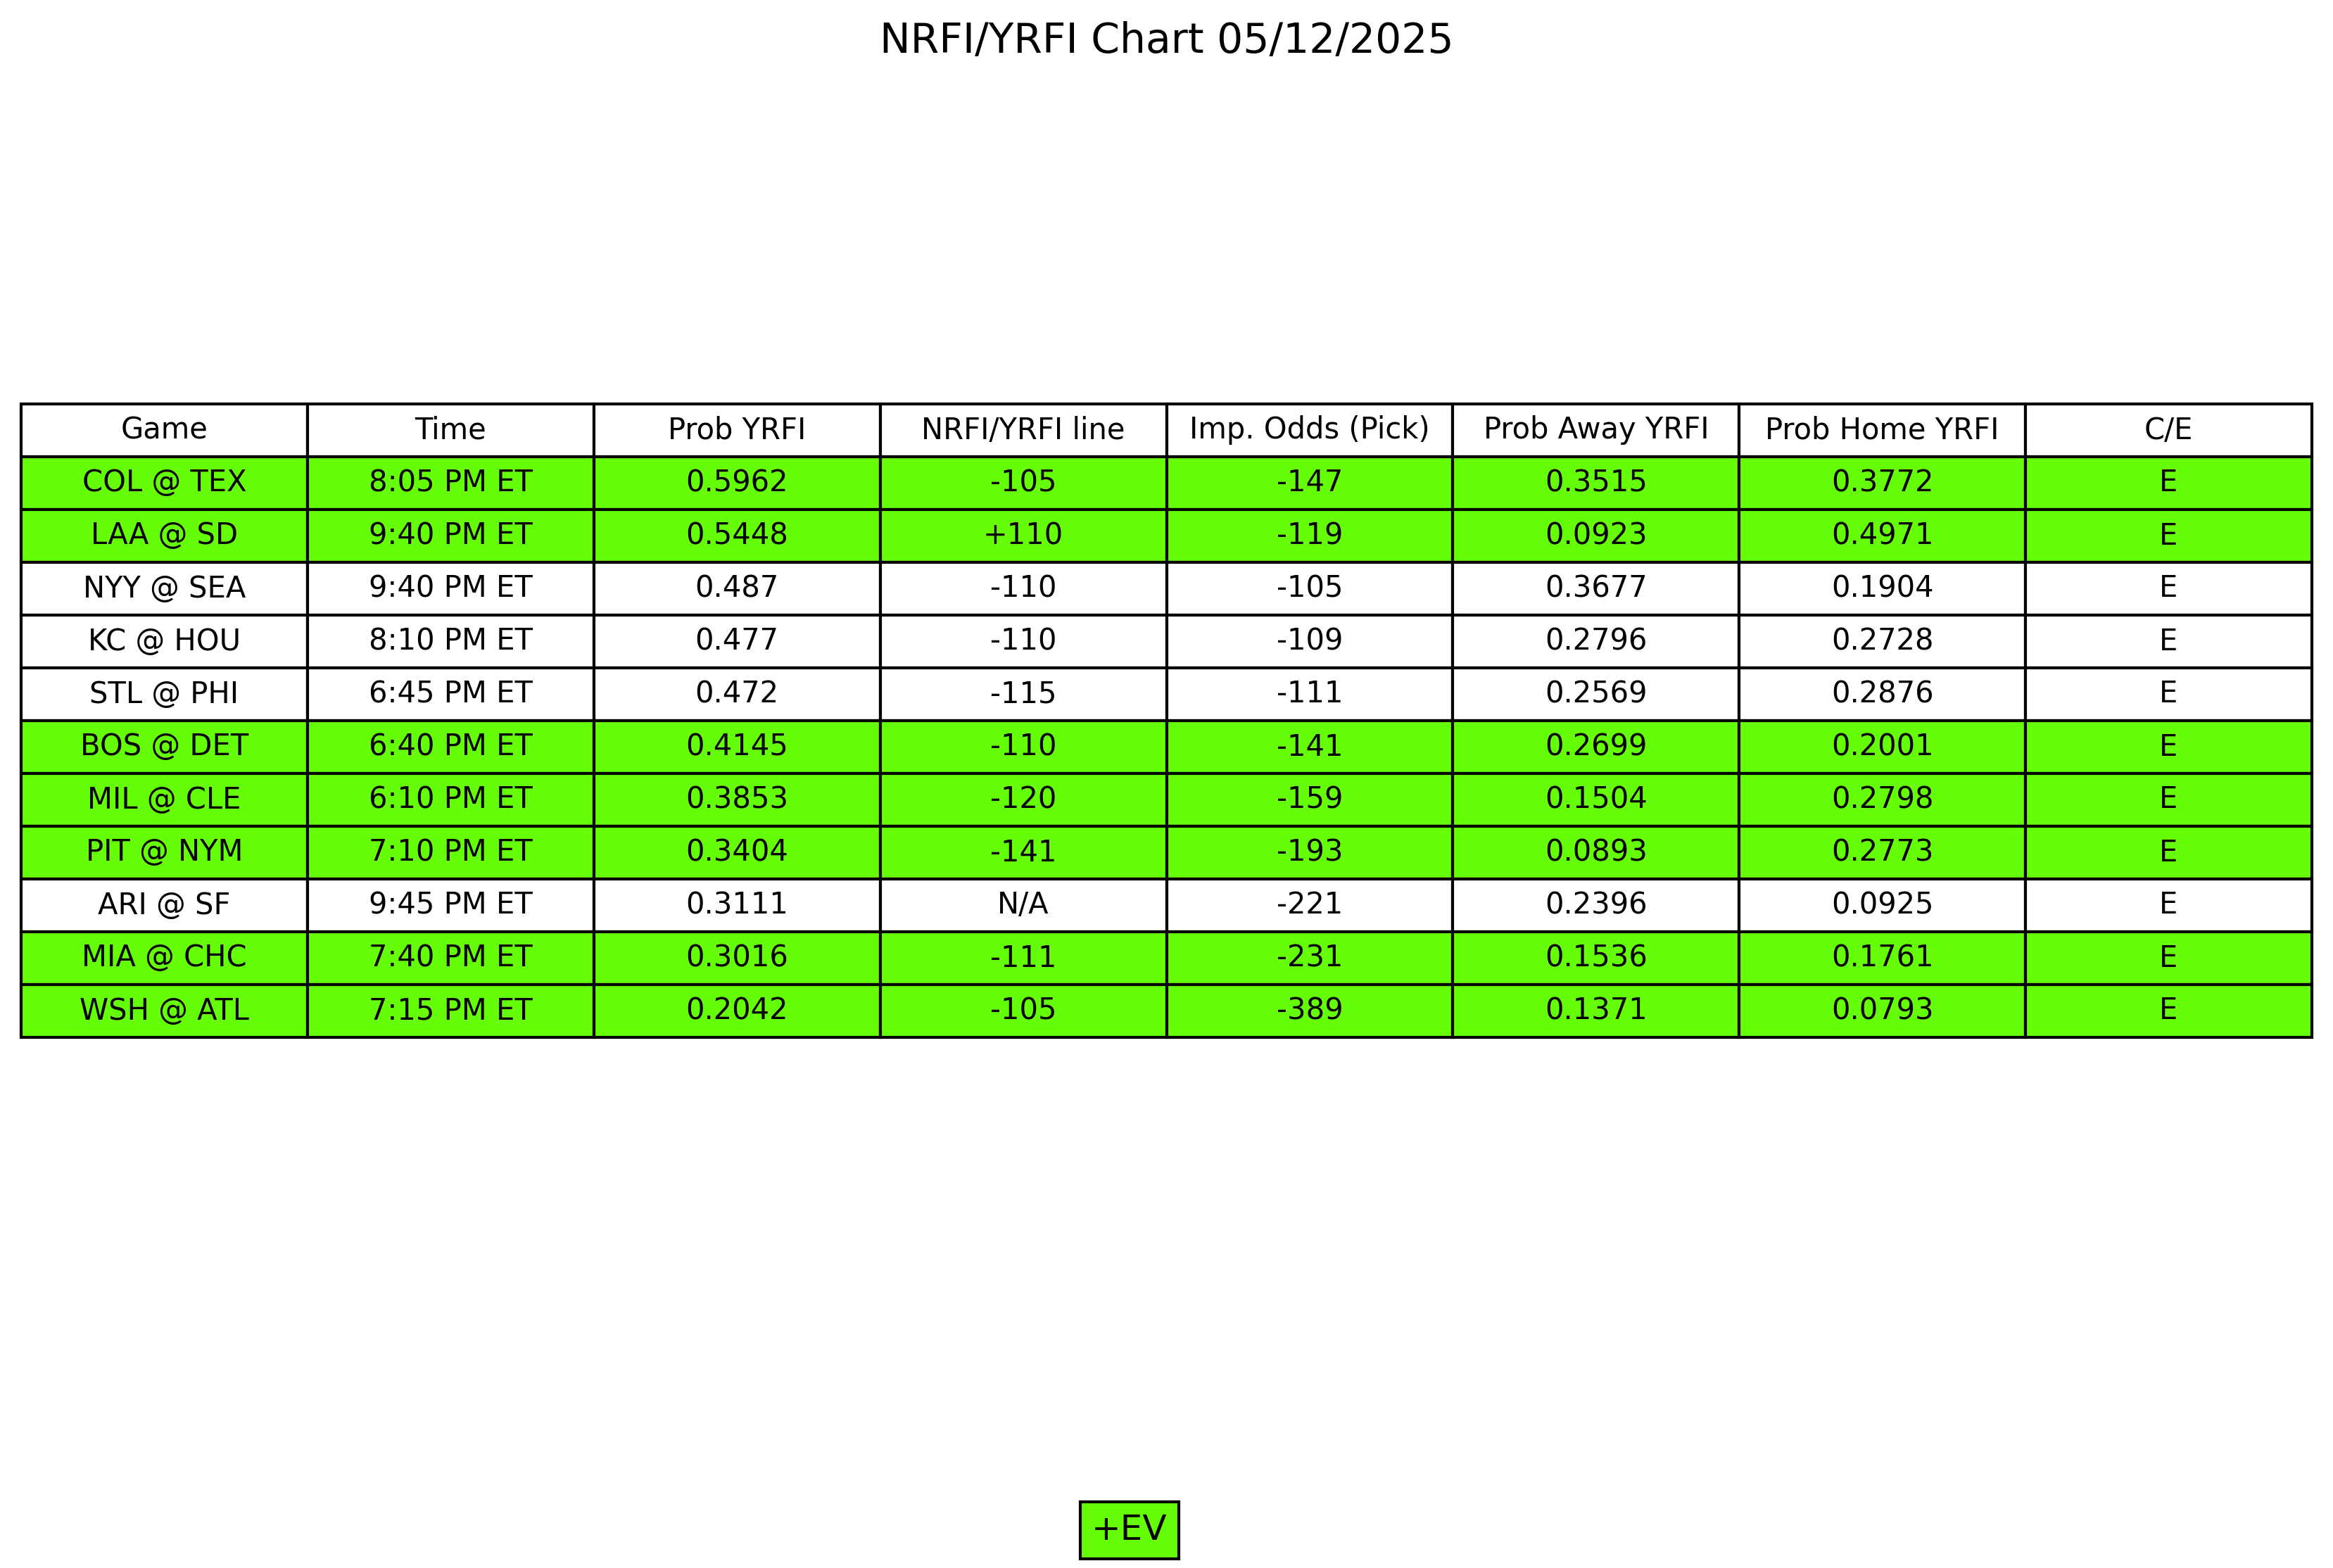 NRFI/YRFI Chart 05/12/2025
Game Time Prob YRFI NRFI/YRFI line Imp. Odds (Pick) Prob Away YRFI Prob Home YRFI C/E
COL @ TEX 8:05 PM ET 0.5962 -105 -147 0.3515 0.3772 E
LAA @ SD 9:40 PM ET 0.5448 +110 -119 0.0923 0.4971 E
NYY @ SEA 9:40 PM ET 0.487 -110 -105 0.3677 0.1904 E
KC @ HOU 8:10 PM ET 0.477 -110 -109 0.2796 0.2728 E
STL @ PHI 6:45 PM ET 0.472 -115 -111 0.2569 0.2876 E
BOS @ DET 6:40 PM ET 0.4145 -110 -141 0.2699 0.2001 E
MIL @ CLE 6:10 PM ET 0.3853 -120 -159 0.1504 0.2798 E
PIT @ NYM 7:10 PM ET 0.3404 -141 -193 0.0893 0.2773 E
ARI @ SF 9:45 PM ET 0.3111 N/A -221 0.2396 0.0925 E
MIA @ CHC 7:40 PM ET 0.3016 -111 -231 0.1536 0.1761 E
WSH @ ATL 7:15 PM ET 0.2042 -105 -389 0.1371 0.0793 E
+EV